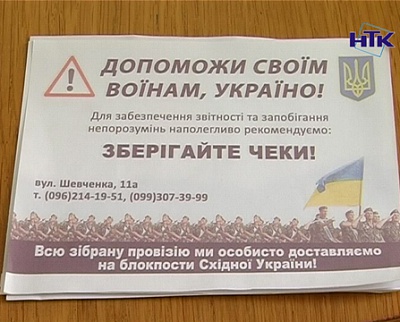 НТК
ДОПОМОЖИ СВОЇМ
ВОЇНАМ, УКРАЇНО!
Для забезпечення звітності та запобігання
непорозумінь наполегливо рекомендуємо:
ЗБЕРІГАЙТЕ ЧЕКИ!
вул. Шевченка, 11а
т. (096)214-19-51, (099)307-39-99
Всю зібрану провізію ми особисто доставляємо
на блокпости Східної України!